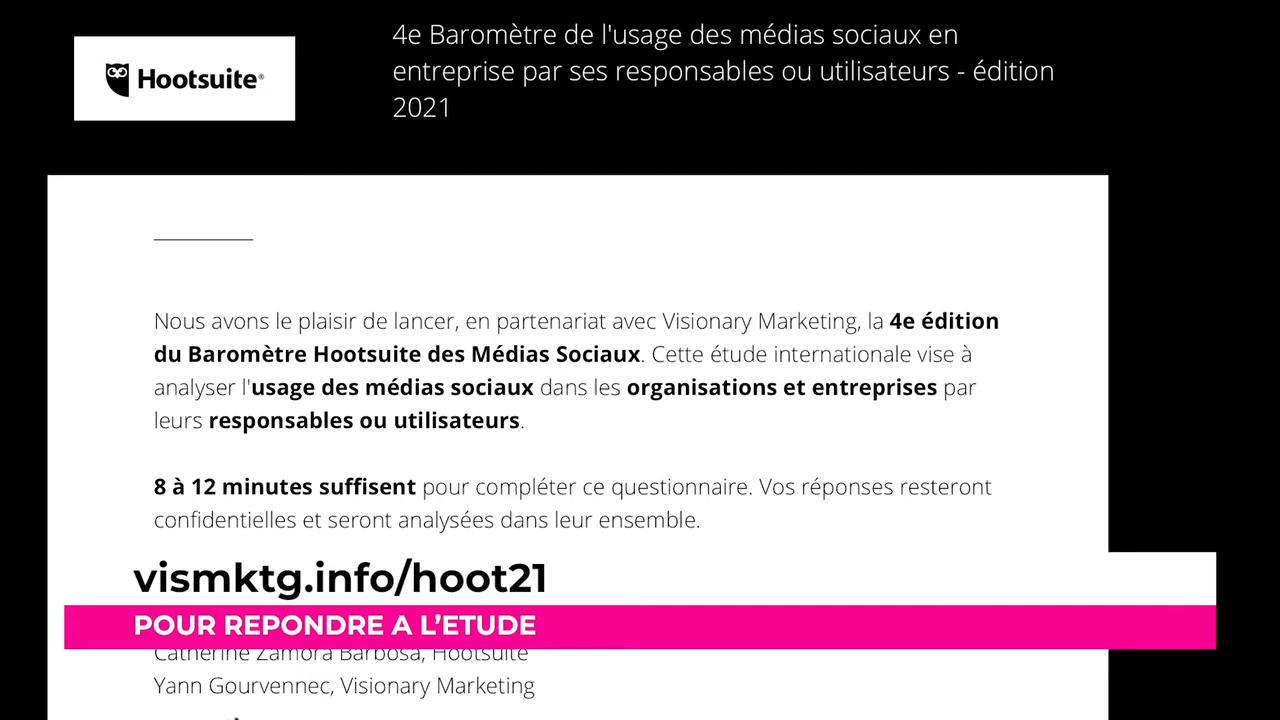 Hootsuite®
4e Baromètre de l'usage des médias sociaux en
entreprise par ses responsables ou utilisateurs - édition
2021
Nous avons le plaisir de lancer, en partenariat avec Visionary Marketing, la 4e édition
du Baromètre Hootsuite des Médias Sociaux. Cette étude internationale vise à
analyser l'usage des médias sociaux dans les organisations et entreprises par
leurs responsables ou utilisateurs.
8 à 12 minutes suffisent pour compléter ce questionnaire. Vos réponses resteront
confidentielles et seront analysées dans leur ensemble.
vismktg.info/hoot21
POUR REPONDRE A L’ETUDE
Catherine Zamora Barbosa, Hootsuite
Yann Gourvennec, Visionary Marketing